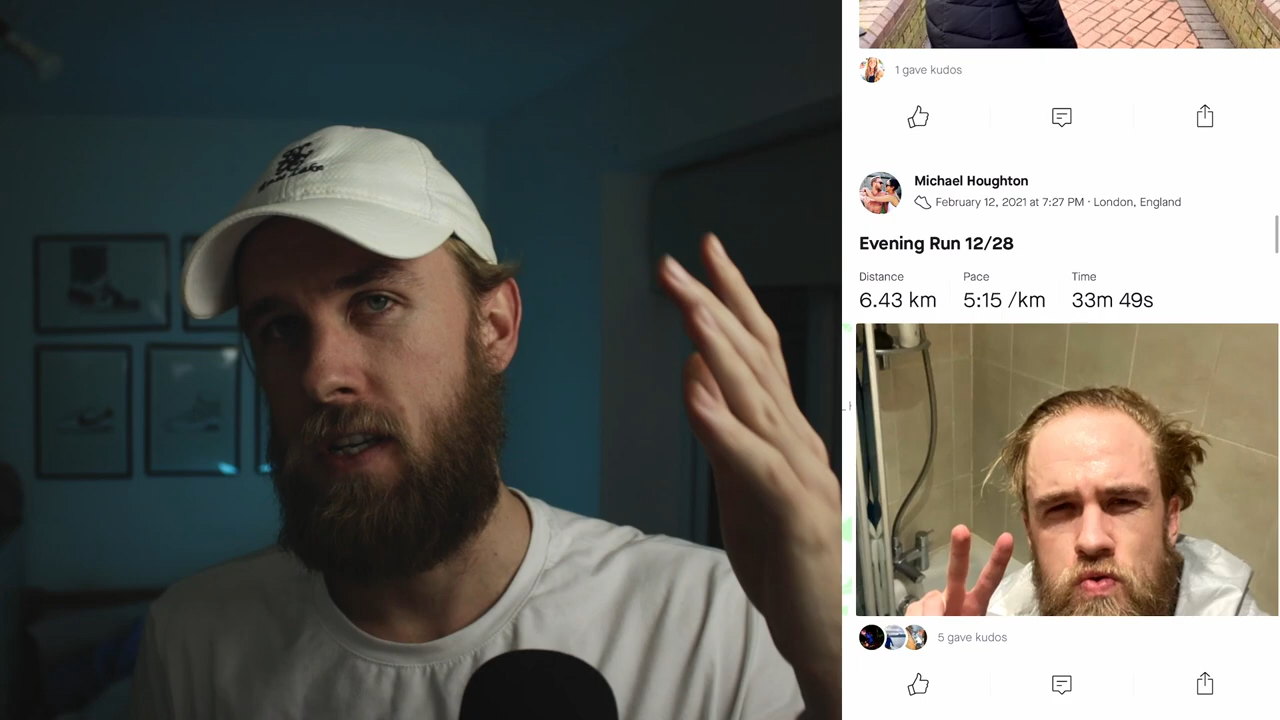 1 gave kudos
Michael Houghton
February 12, 2021 at 7:27 PM · London, England
Evening Run 12/28
Distance Pace Time
6.43 km 5:15 /km 33m 49s
5 gave kudos